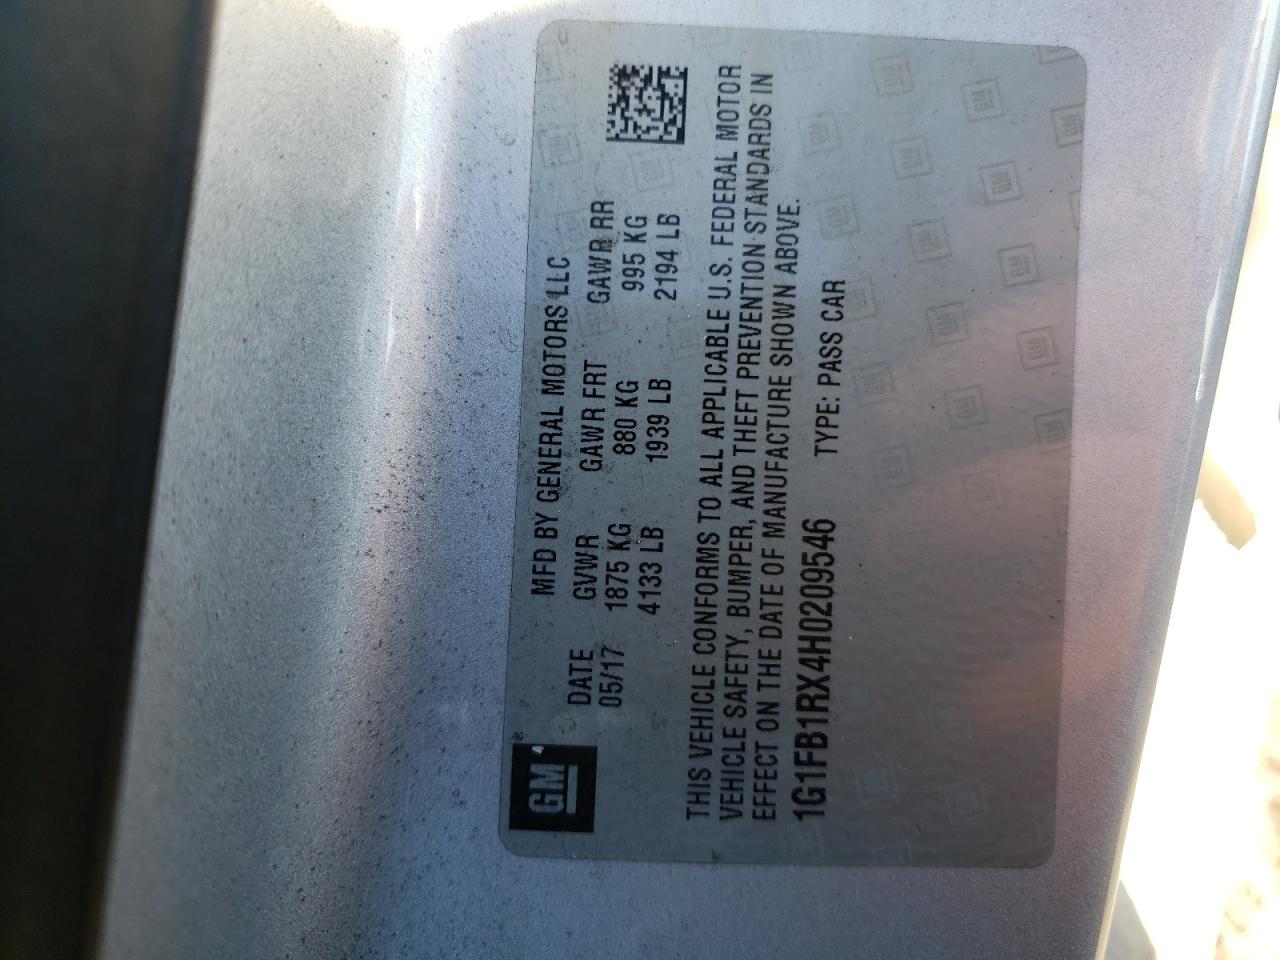 GM
MFD BY GENERAL MOTORS LLC
DATE GVWR GAWR FRT GAWR RR
05/17 1875 KG 880 KG 995 KG
4133 LB 1939 LB 2194 LB
THIS VEHICLE CONFORMS TO ALL APPLICABLE U.S. FEDERAL MOTOR
VEHICLE SAFETY, BUMPER, AND THEFT PREVENTION STANDARDS IN
EFFECT ON THE DATE OF MANUFACTURE SHOWN ABOVE.
1G1FB1RX4H0209546 TYPE: PASS CAR